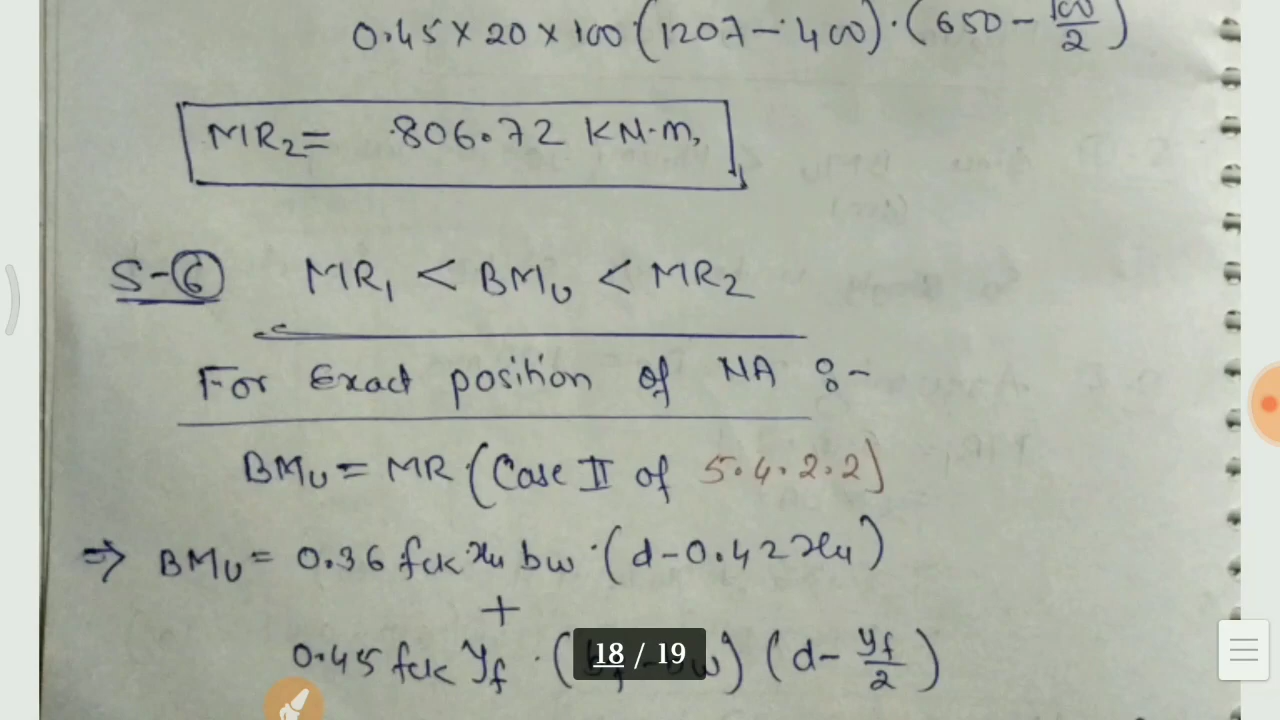 0.45 × 20 × 100 · (1207 - 400) · (650 - 100/2)
MR₂ = 806.72 KN.m,
S-⑥ MR₁ < BMU < MR₂
For Exact position of NA :-
BMU = MR (Case II of 5.4.2.2)
⇒ BMU = 0.36 fck xu bw · (d - 0.42 xu)
+
0.45 fck yf · ( w) (d - yf/2)
18 / 19